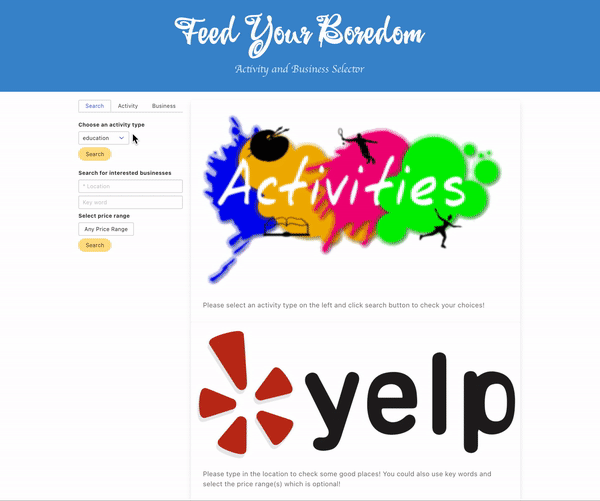 Feed Your Boredom
Activity and Business Selector
Search Activity Business
Choose an activity type
education
Search
Search for interested businesses
* Location
Key word
Select price range
Any Price Range
Search
Activities
Please select an activity type on the left and click search button to check your choices!
yelp
Please type in the location to check some good places! You could also use key words and
select the price range(s) which is optional!